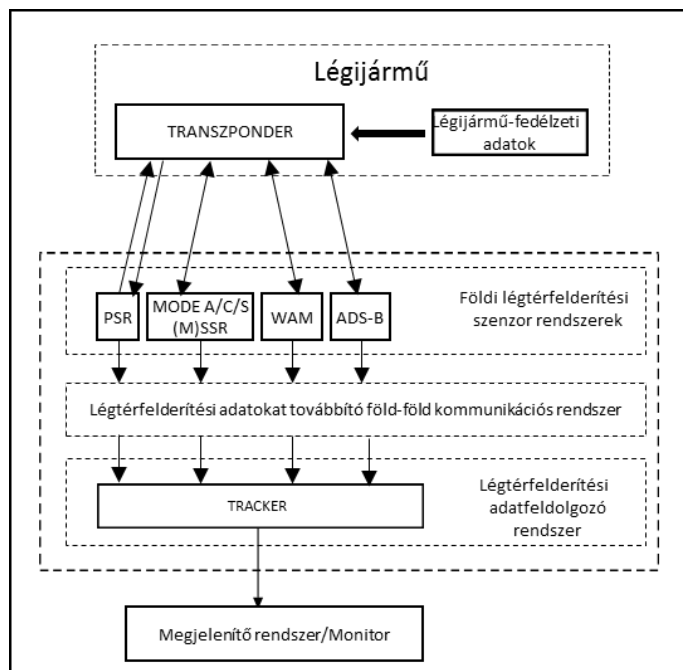 Légijármű
TRANSZPONDER
Légijármű-fedélzeti
adatok
PSR
MODE A/C/S
(M)SSR
WAM
ADS-B
Földi légtérfelderítési
szenzor rendszerek
Légtérfelderítési adatokat továbbító föld-föld kommunikációs rendszer
TRACKER
Légtérfelderítési
adatfeldolgozó
rendszer
Megjelenítő rendszer/Monitor